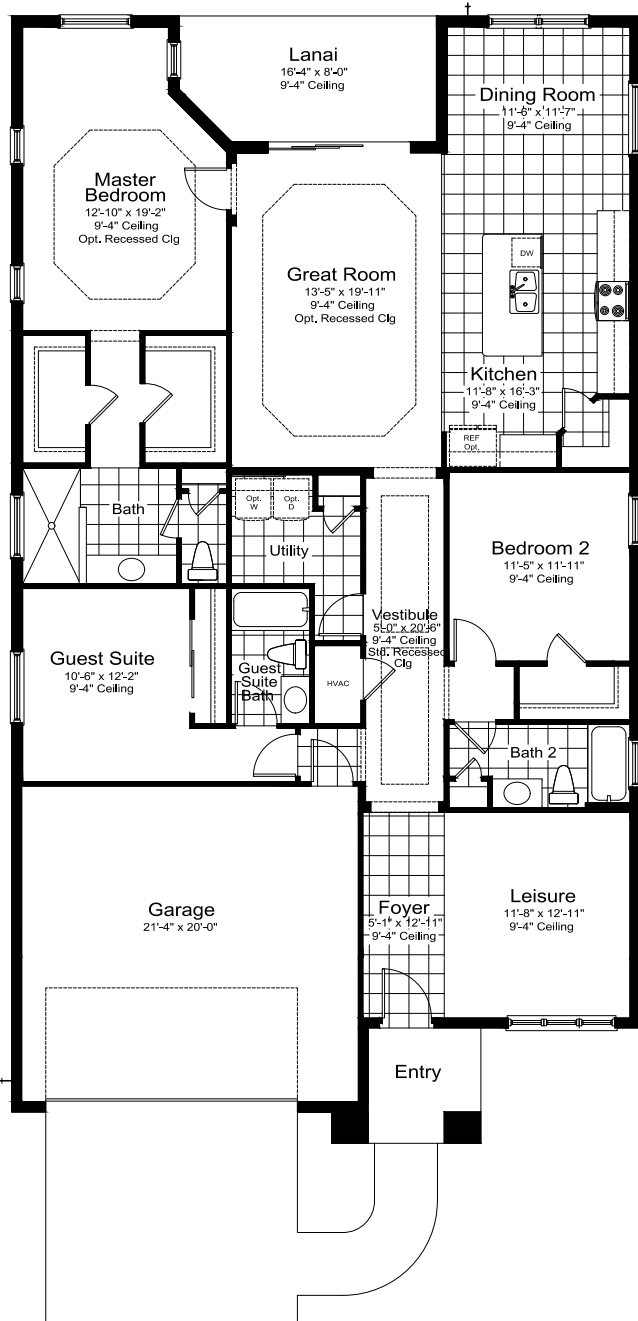 Lanai
16'-4" x 8'-0"
9'-4" Ceiling
Dining Room
11'-6" x 11'-7"
9'-4" Ceiling
Master
Bedroom
12'-10" x 19'-2"
9'-4" Ceiling
Opt. Recessed Clg
DW
Great Room
13'-5" x 19'-11"
9'-4" Ceiling
Opt. Recessed Clg
Kitchen
11'-8" x 16'-3"
9'-4" Ceiling
REF
Opt.
Bath
Opt.
W
Opt.
D
Utility
Bedroom 2
11'-5" x 11'-11"
9'-4" Ceiling
Vestibule
5'-0" x 20'-6"
9'-4" Ceiling
Std. Recessed
Clg
Guest Suite
10'-6" x 12'-2"
9'-4" Ceiling
Guest
Suite
Bath
HVAC
Bath 2
Garage
21'-4" x 20'-0"
Foyer
5'-1" x 12'-11"
9'-4" Ceiling
Leisure
11'-8" x 12'-11"
9'-4" Ceiling
Entry